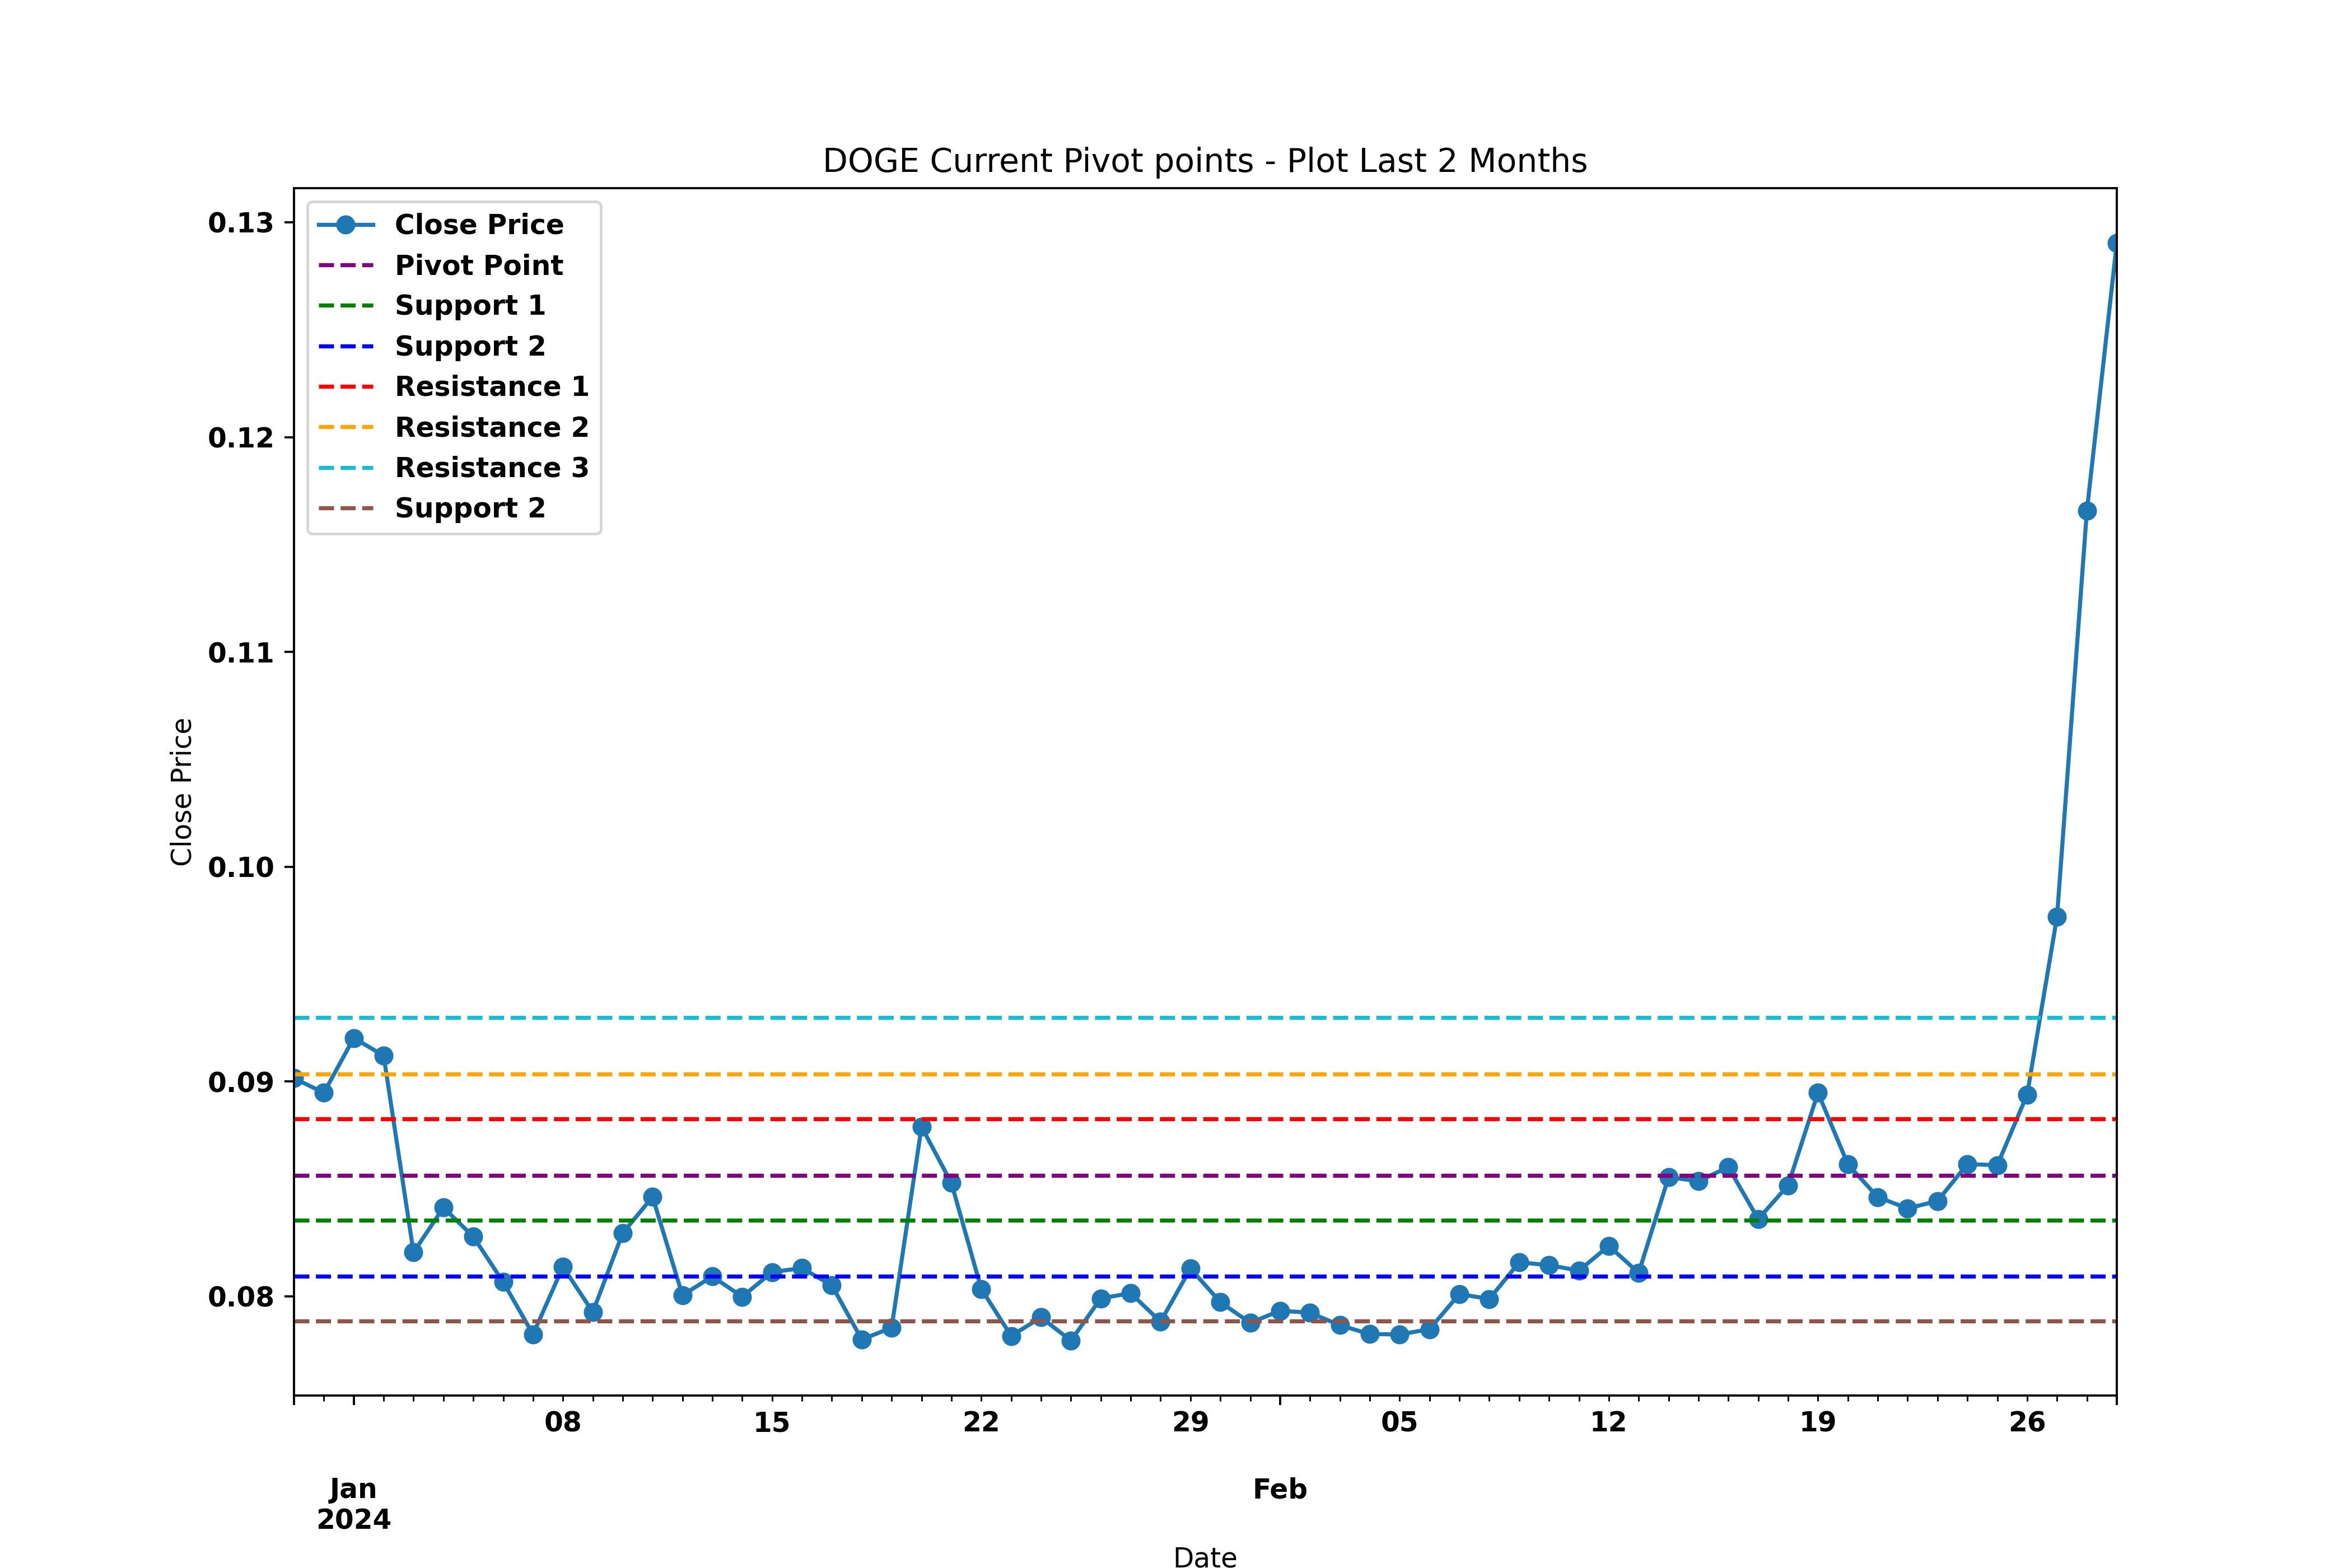 DOGE Current Pivot points - Plot Last 2 Months
Close Price
Pivot Point
Support 1
Support 2
Resistance 1
Resistance 2
Resistance 3
Support 2
0.13
0.12
0.11
0.10
0.09
0.08
Close Price
08 15 22 29 05 12 19 26
Jan Feb
2024
Date